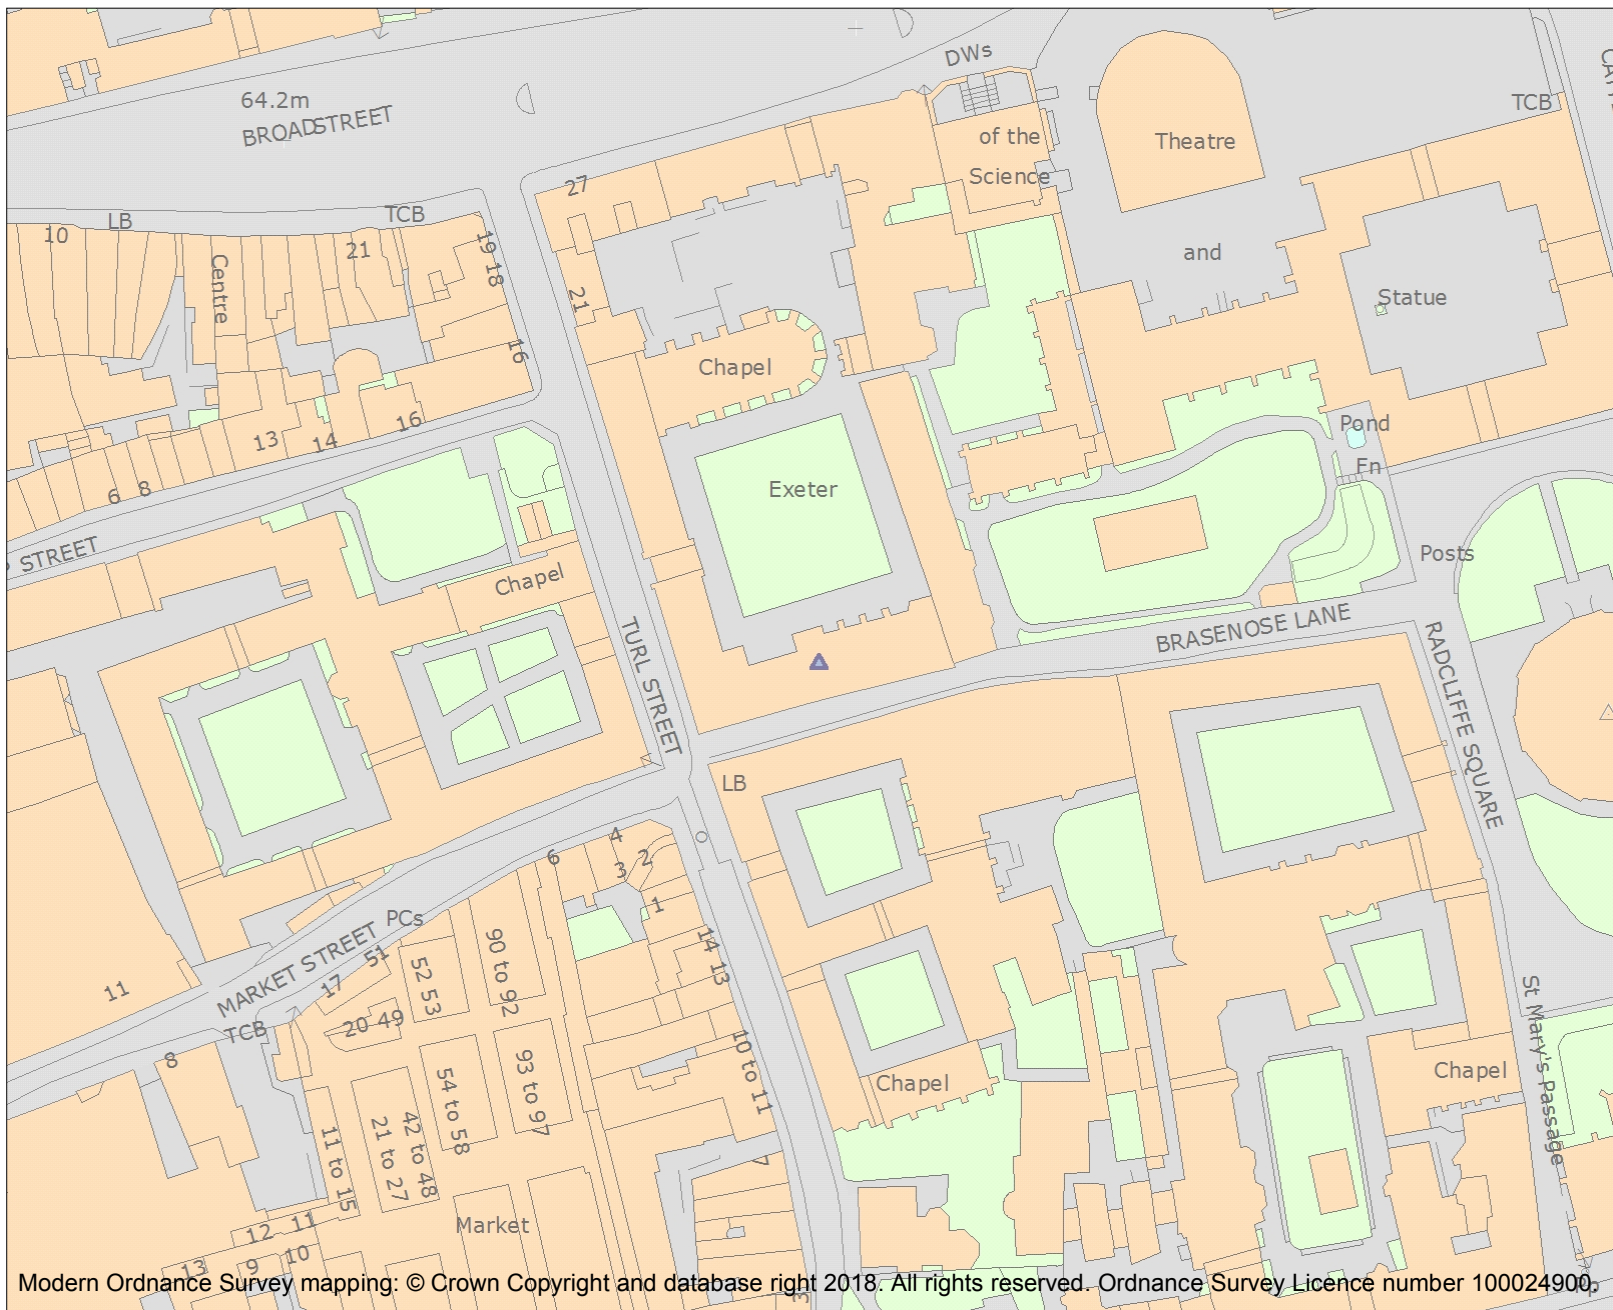 DWs
64.2m
BROAD STREET
TCB
of the
Science
Theatre
27
LB
TCB
10
21
19 18
Centre
and
21
Statue
16
Chapel
16
13
14
Pond
Fn
6
8
Exeter
STREET
Posts
Chapel
BRASENOSE LANE
TURL STREET
RADCLIFFE SQUARE
LB
4
6
2
3
1
PCs
MARKET STREET
51
17
52 53
90 to 92
14
13
11
20 49
TCB
8
St Mary's Passage
93 to 97
54 to 58
10 to 11
Chapel
Chapel
42 to 48
21 to 27
11 to 15
7
Market
12
11
13
9
10
3
Modern Ordnance Survey mapping: © Crown Copyright and database right 2018. All rights reserved. Ordnance Survey Licence number 100024900.